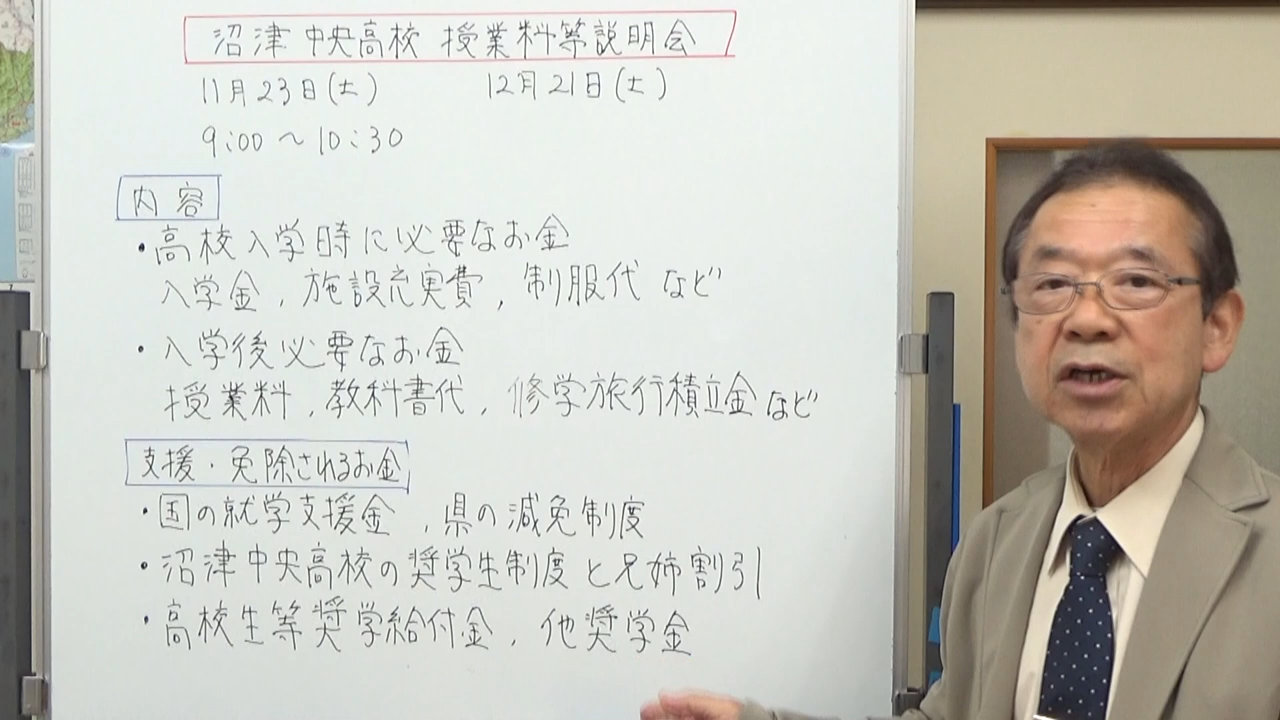 沼津中央高校 授業料等説明会
11月23日(土) 12月21日(土)
9:00～10:30
内容
・高校入学時に必要なお金
入学金，施設充実費，制服代 など
・入学後必要なお金
授業料，教科書代，修学旅行積立金など
支援・免除されるお金
・国の就学支援金，県の減免制度
・沼津中央高校の奨学生制度と兄姉割引
・高校生等奨学給付金，他奨学金